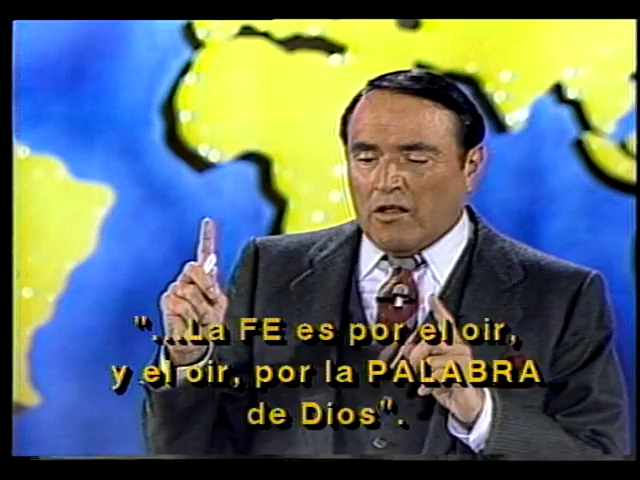 "...La FE es por el oir,
y el oir, por la PALABRA
de Dios".